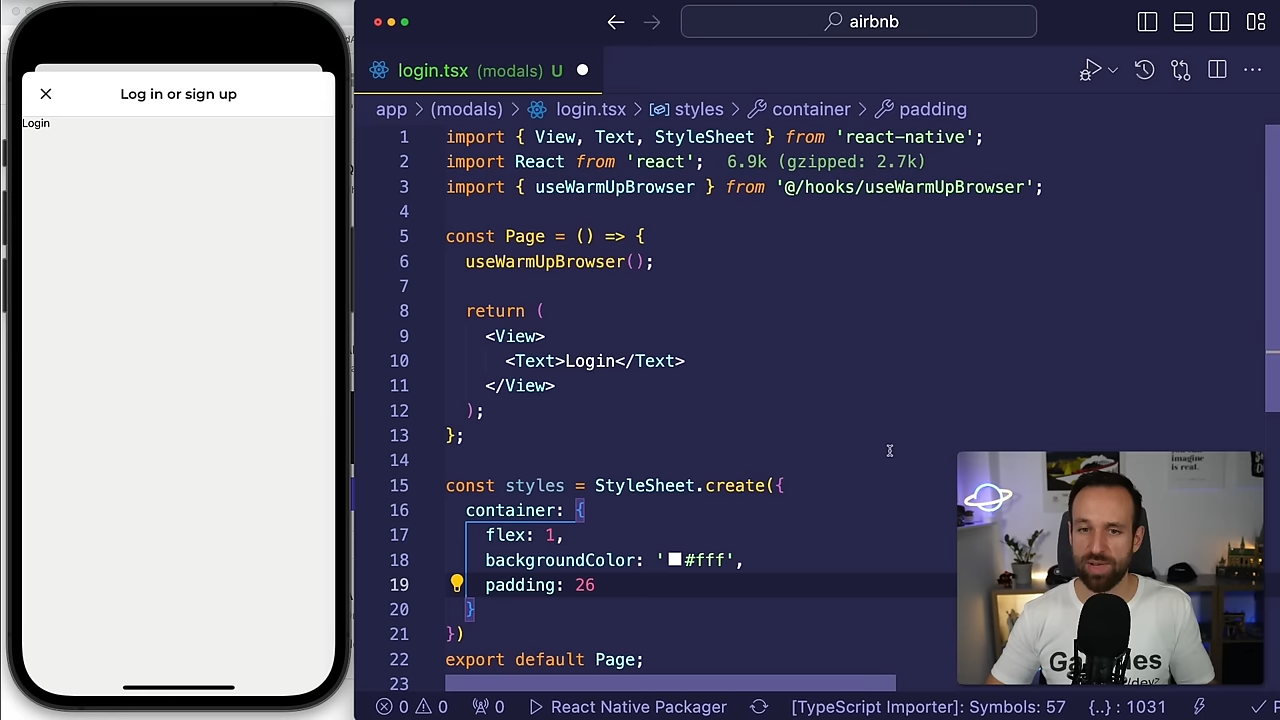 Log in or sign up
Login
airbnb
login.tsx (modals) U
app > (modals) > login.tsx > styles > container > padding
1 import { View, Text, StyleSheet } from 'react-native';
2 import React from 'react'; 6.9k (gzipped: 2.7k)
3 import { useWarmUpBrowser } from '@/hooks/useWarmUpBrowser';
4
5 const Page = () => {
6 useWarmUpBrowser();
7
8 return (
9 <View>
10 <Text>Login</Text>
11 </View>
12 );
13 };
14
15 const styles = StyleSheet.create({
16 container: {
17 flex: 1,
18 backgroundColor: '#fff',
19 padding: 26
20 }
21 })
22 export default Page;
23
imagine
is real.
0 0 0 React Native Packager [TypeScript Importer]: Symbols: 57 {..} : 1031